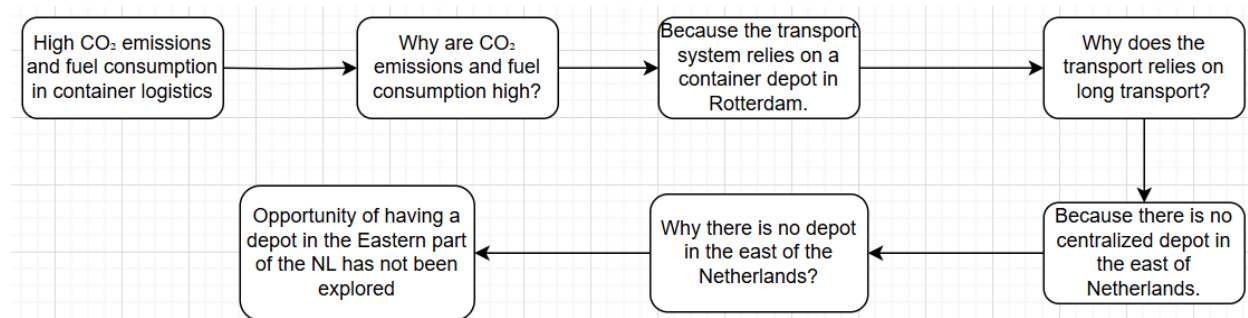 High CO₂ emissions
and fuel consumption
in container logistics
Why are CO₂
emissions and fuel
consumption high?
Because the transport
system relies on a
container depot in
Rotterdam.
Why does the
transport relies on
long transport?
Because there is no
centralized depot in
the east of
Netherlands.
Why there is no depot
in the east of the
Netherlands?
Opportunity of having a
depot in the Eastern part
of the NL has not been
explored